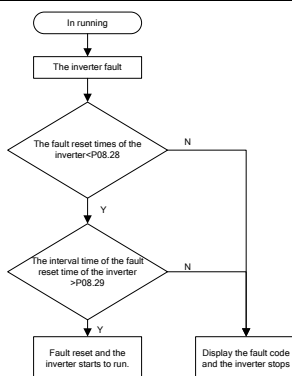 In running
The inverter fault
The fault reset times of the
inverter<P08.28
N
Y
The interval time of the fault
reset time of the inverter
>P08.29
N
Y
Fault reset and the
inverter starts to run.
Display the fault code
and the inverter stops